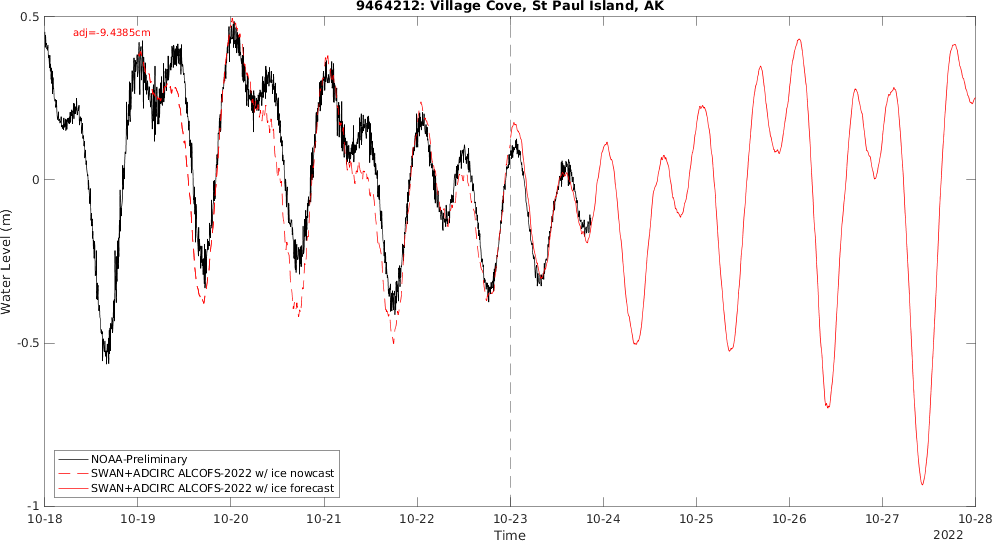 9464212: Village Cove, St Paul Island, AK
adj=-9.4385cm
0.5
0
-0.5
-1
Water Level (m)
NOAA-Preliminary
SWAN+ADCIRC ALCOFS-2022 w/ ice nowcast
SWAN+ADCIRC ALCOFS-2022 w/ ice forecast
10-18 10-19 10-20 10-21 10-22 10-23 10-24 10-25 10-26 10-27 10-28
Time
2022